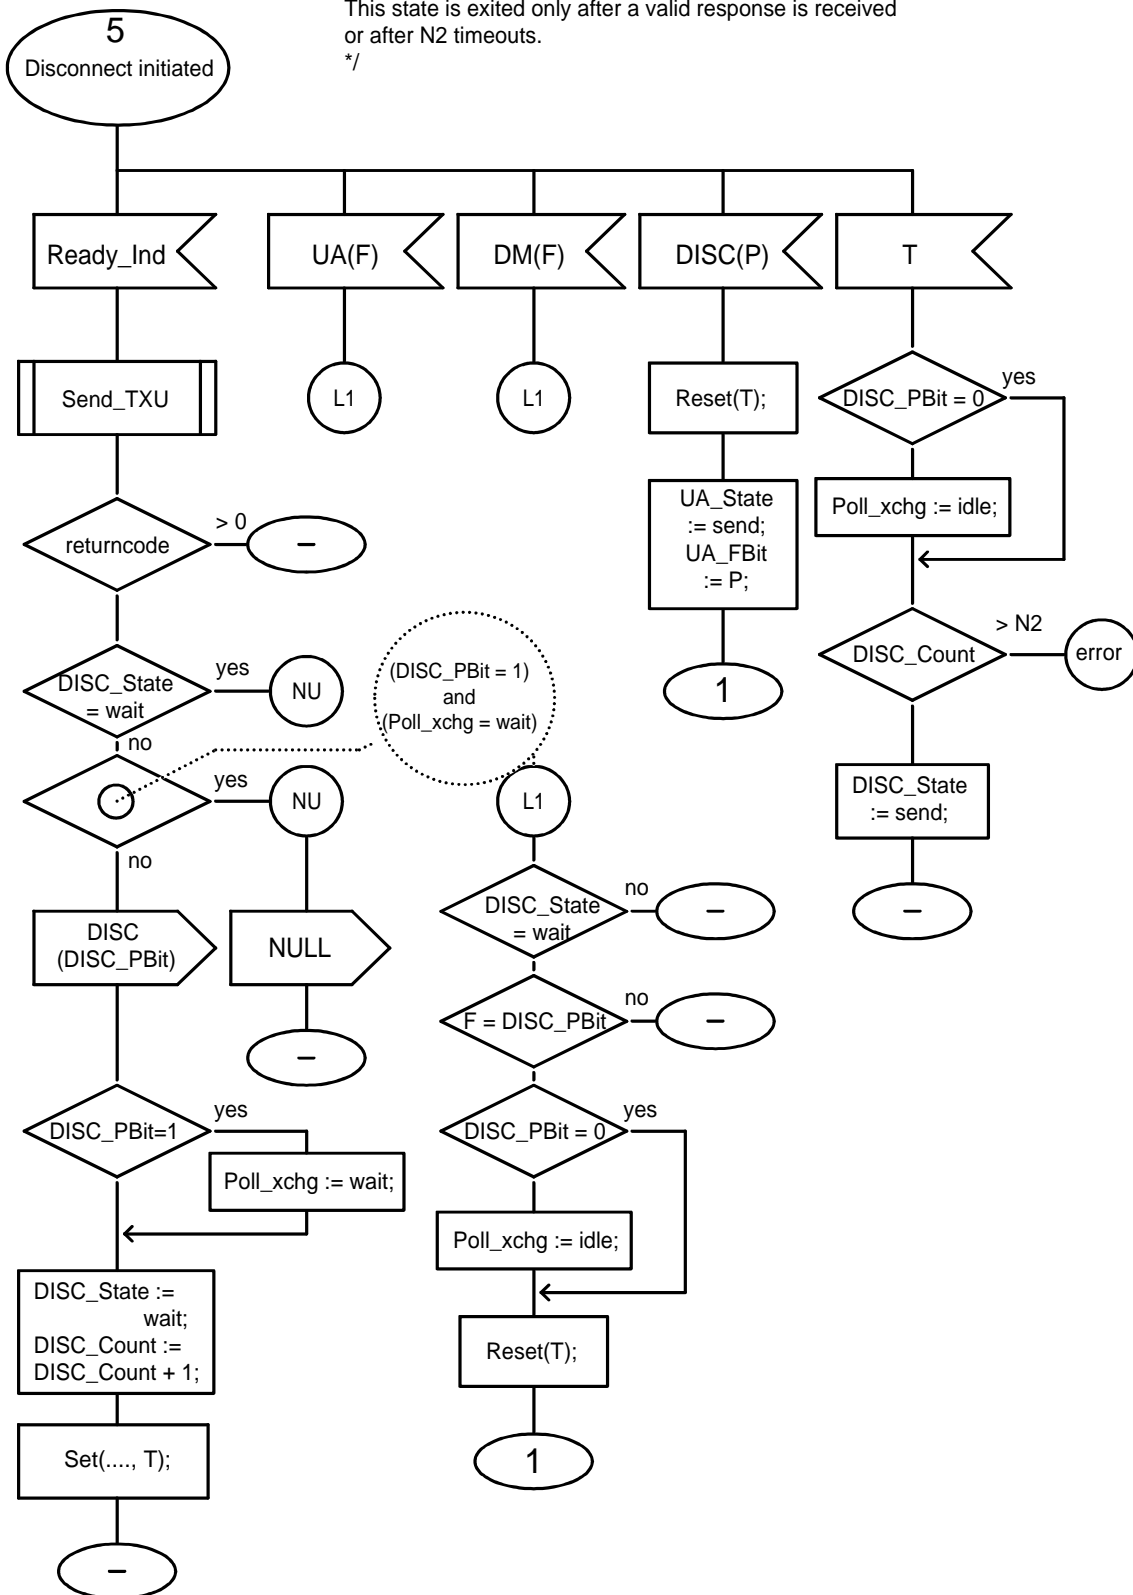 This state is exited only after a valid response is received
or after N2 timeouts.
*/
5
Disconnect initiated
Ready_Ind
UA(F)
DM(F)
DISC(P)
T
Send_TXU
L1
L1
Reset(T);
DISC_PBit = 0
yes
UA_State
:= send;
UA_FBit
:= P;
Poll_xchg := idle;
returncode
> 0
–
DISC_Count
> N2
error
DISC_State
= wait
yes
NU
no
(DISC_PBit = 1)
and
(Poll_xchg = wait)
1
yes
NU
no
L1
DISC_State
:= send;
–
DISC
(DISC_PBit)
NULL
–
DISC_State
= wait
no
–
F = DISC_PBit
no
–
DISC_PBit=1
yes
Poll_xchg := wait;
DISC_PBit = 0
yes
Poll_xchg := idle;
DISC_State :=
wait;
DISC_Count :=
DISC_Count + 1;
Reset(T);
Set(...., T);
1
–